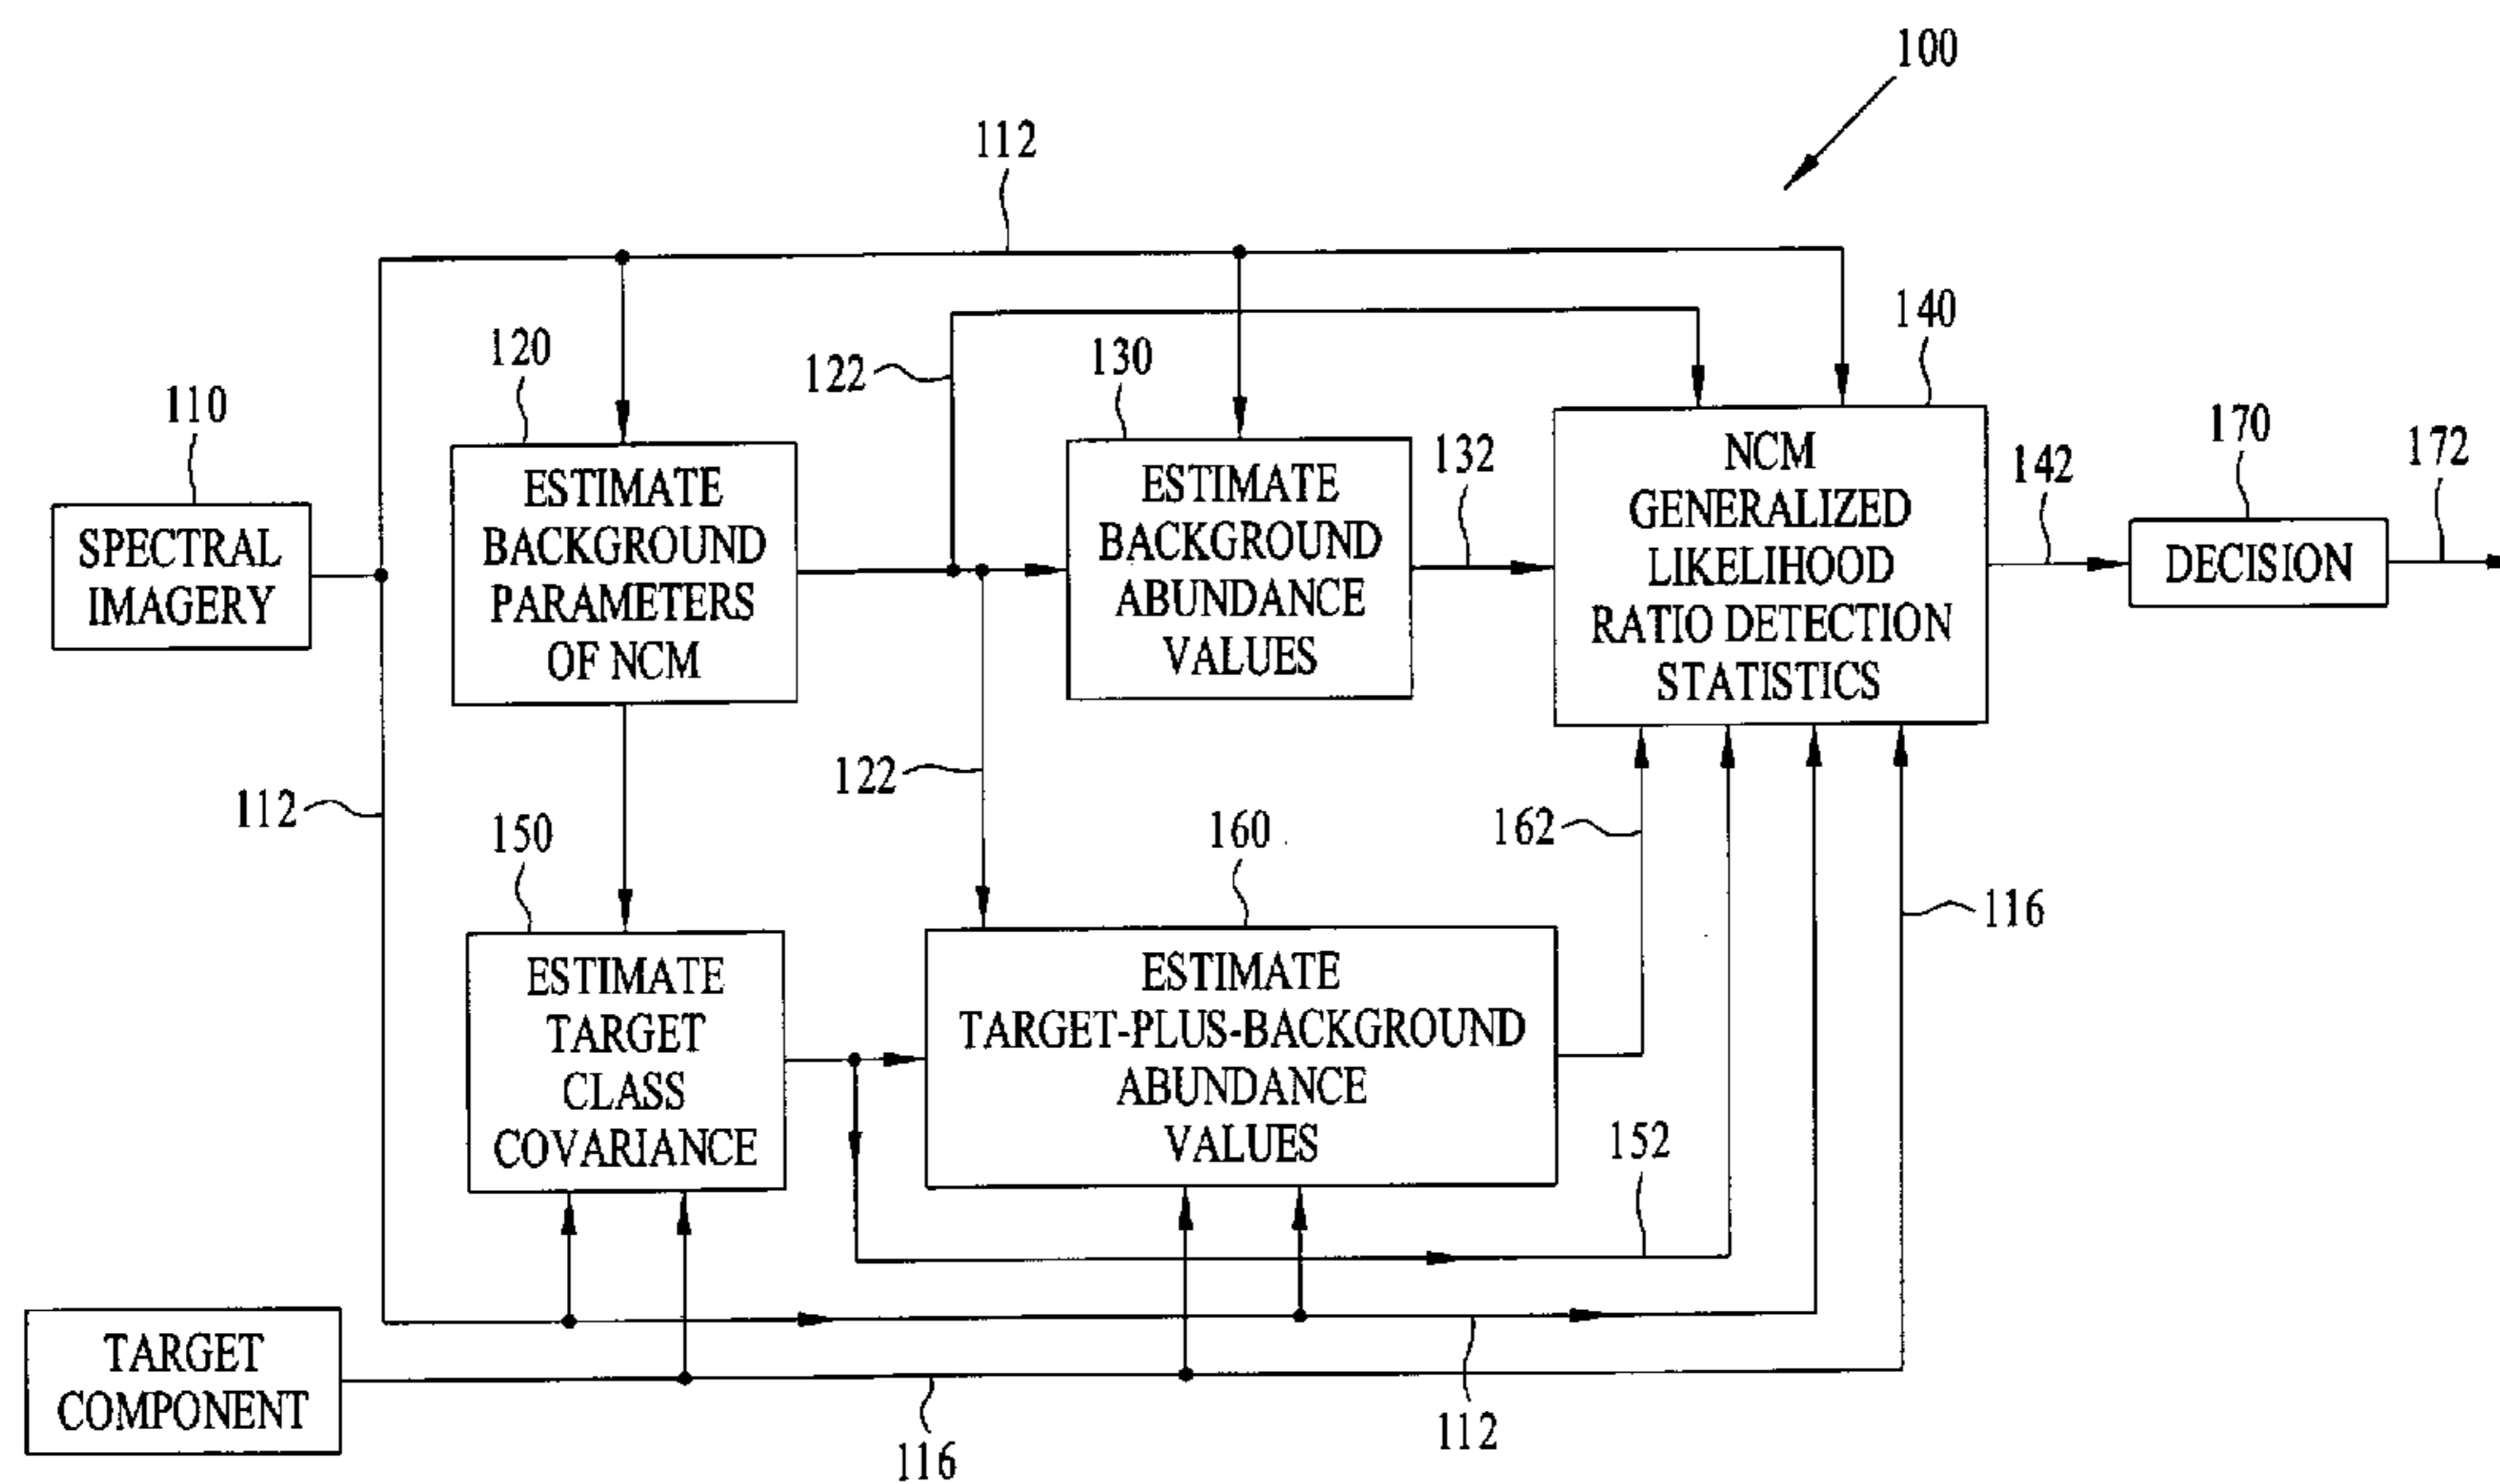 100
112
110
SPECTRAL
IMAGERY
120
ESTIMATE
BACKGROUND
PARAMETERS
OF NCM
122
130
ESTIMATE
BACKGROUND
ABUNDANCE
VALUES
132
140
NCM
GENERALIZED
LIKELIHOOD
RATIO DETECTION
STATISTICS
142
170
DECISION
172
112
122
150
ESTIMATE
TARGET
CLASS
COVARIANCE
160
ESTIMATE
TARGET-PLUS-BACKGROUND
ABUNDANCE
VALUES
162
116
152
TARGET
COMPONENT
116
112